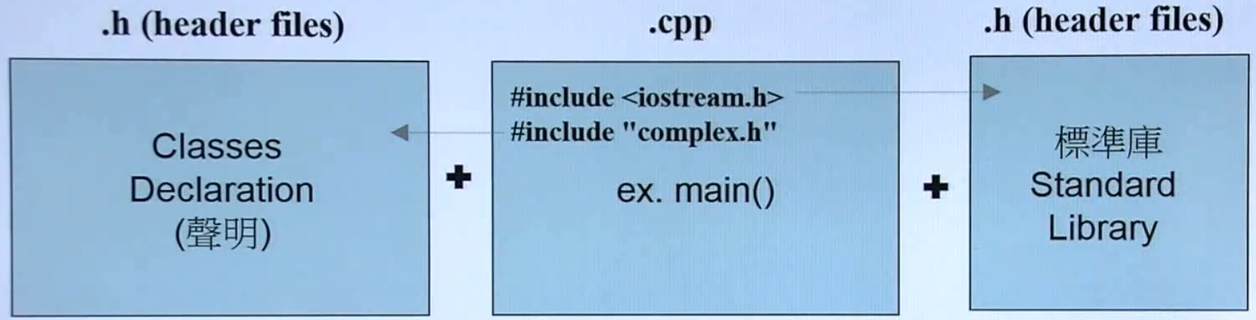 .h (header files)
Classes
Declaration
(聲明)
+
.cpp
#include <iostream.h>
#include "complex.h"
ex. main()
+
.h (header files)
標準庫
Standard
Library